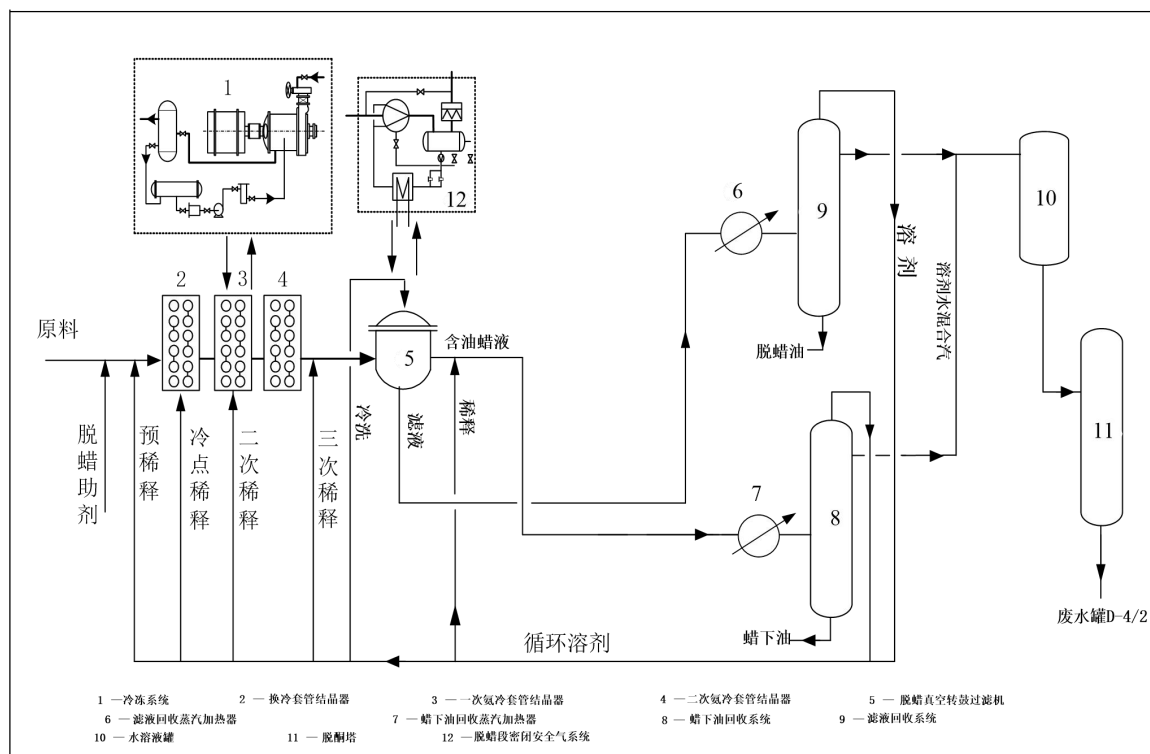 1
12
6
9
10
2
3
4
溶剂
溶剂水混合汽
原料
5
含油蜡液
脱蜡油
脱蜡助剂
预稀释
冷点稀释
二次稀释
三次稀释
冷洗
滤液
稀释
7
8
11
蜡下油
废水罐D-4/2
循环溶剂
1 —冷冻系统
2 — 换冷套管结晶器
3 — 一次氨冷套管结晶器
4 —二次氨冷套管结晶器
5 — 脱蜡真空转鼓过滤机
6 — 滤液回收蒸汽加热器
7 — 蜡下油回收蒸汽加热器
8 — 蜡下油回收系统
9 — 滤液回收系统
10 — 水溶液罐
11 — 脱酮塔
12 — 脱蜡段密闭安全气系统